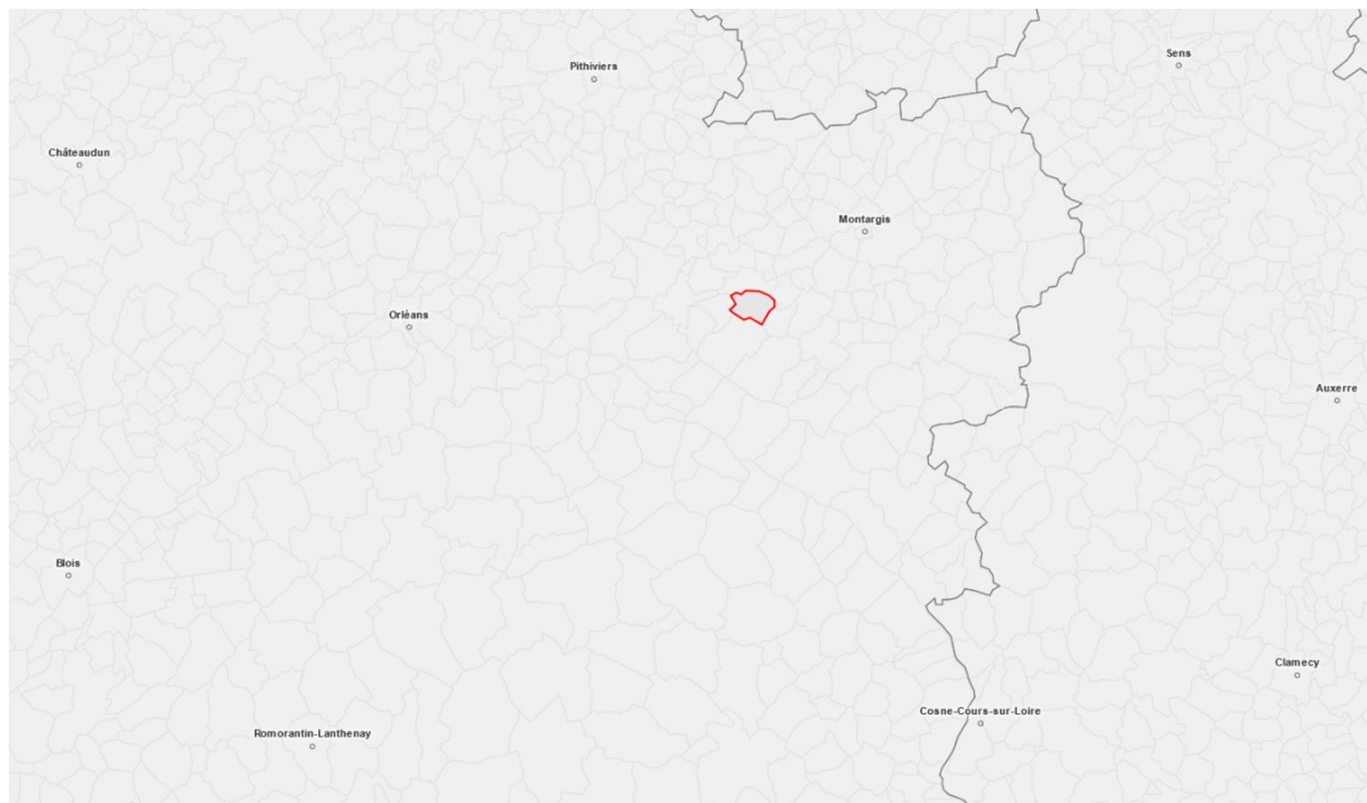 Sens
Pithiviers
Châteaudun
Montargis
Orléans
Auxerre
Blois
Clamecy
Cosne-Cours-sur-Loire
Romorantin-Lanthenay